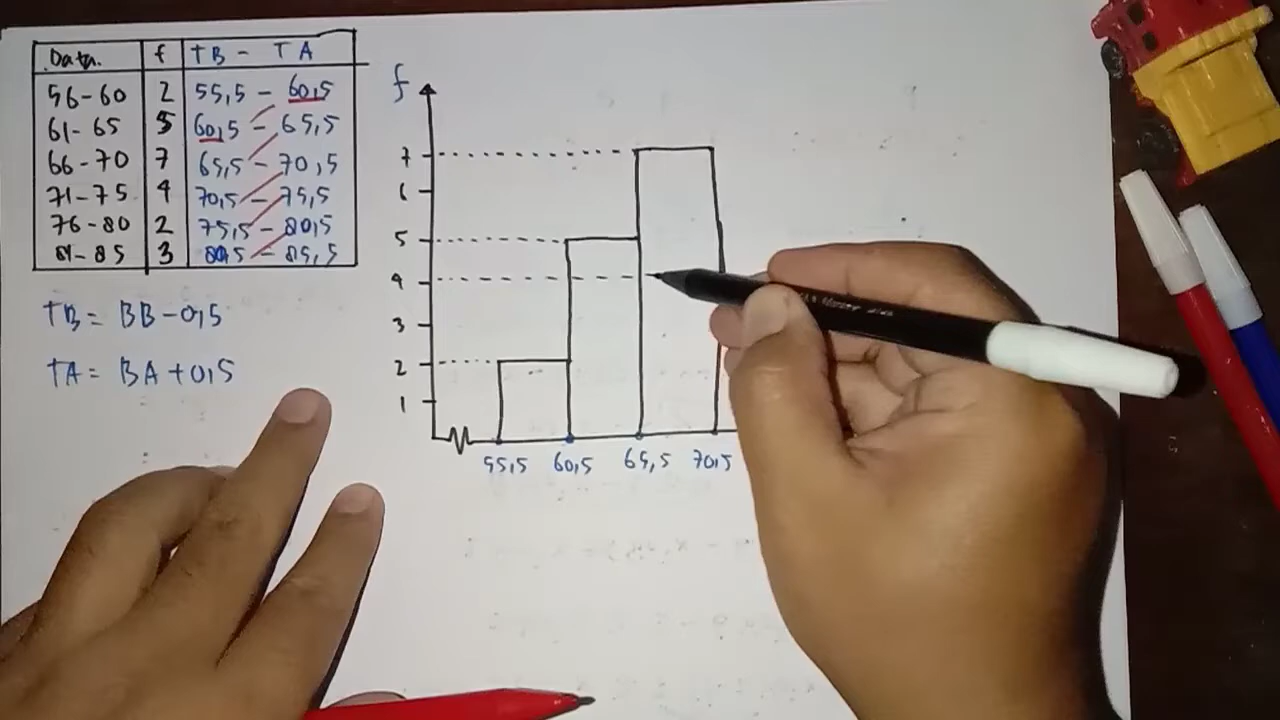 Data. f TB - TA
56-60 2 55,5 - 60,5
61-65 5 60,5 - 65,5
66-70 7 65,5 - 70,5
71-75 4 70,5 - 75,5
76-80 2 75,5 - 80,5
81-85 3 80,5 - 85,5
TB = BB-0,5
TA = BA+0,5
f
7
6
5
4
3
2
1
55,5 60,5 65,5 70,5